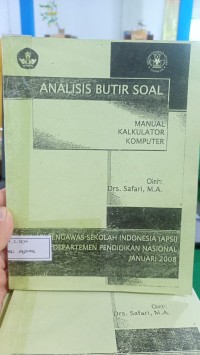 ANALISIS BUTIR SOAL
MANUAL
KALKULATOR
KOMPUTER
Oleh:
Drs. Safari, M.A.
ENGAWAS SEKOLAH INDONESIA (APSI)
DEPARTEMEN PENDIDIKAN NASIONAL
JANUARI 2008
Oleh:
Drs. Safari, M.A.